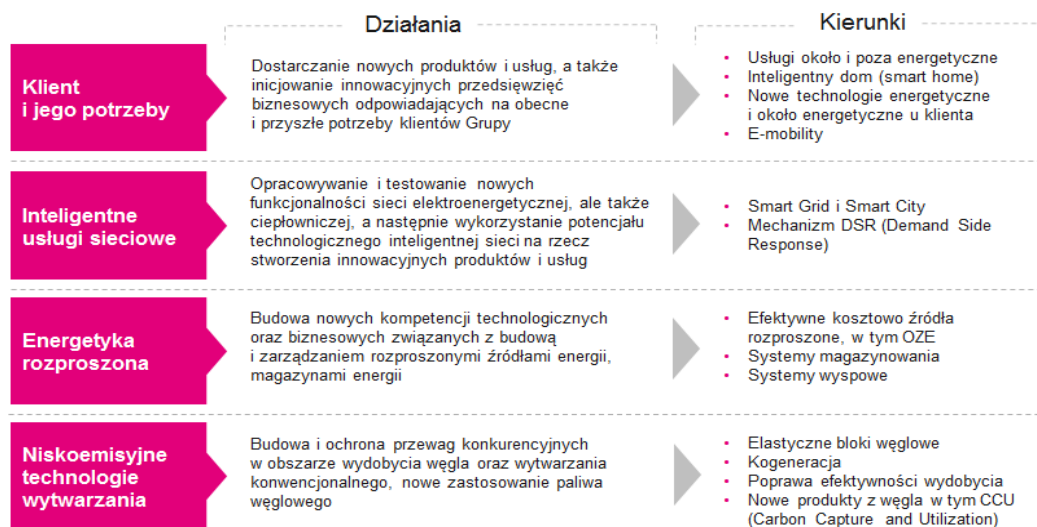 Działania
Kierunki
Klient
i jego potrzeby
Dostarczanie nowych produktów i usług, a także
inicjowanie innowacyjnych przedsięwzięć
biznesowych odpowiadających na obecne
i przyszłe potrzeby klientów Grupy
Usługi około i poza energetyczne
Inteligentny dom (smart home)
Nowe technologie energetyczne
i około energetyczne u klienta
E-mobility
Inteligentne
usługi sieciowe
Opracowywanie i testowanie nowych
funkcjonalności sieci elektroenergetycznej, ale także
ciepłowniczej, a następnie wykorzystanie potencjału
technologicznego inteligentnej sieci na rzecz
stworzenia innowacyjnych produktów i usług
Smart Grid i Smart City
Mechanizm DSR (Demand Side
Response)
Energetyka
rozproszona
Budowa nowych kompetencji technologicznych
oraz biznesowych związanych z budową
i zarządzaniem rozproszonymi źródłami energii,
magazynami energii
Efektywne kosztowo źródła
rozproszone, w tym OZE
Systemy magazynowania
Systemy wyspowe
Niskoemisyjne
technologie
wytwarzania
Budowa i ochrona przewag konkurencyjnych
w obszarze wydobycia węgla oraz wytwarzania
konwencjonalnego, nowe zastosowanie paliwa
węglowego
Elastyczne bloki węglowe
Kogeneracja
Poprawa efektywności wydobycia
Nowe produkty z węgla w tym CCU
(Carbon Capture and Utilization)